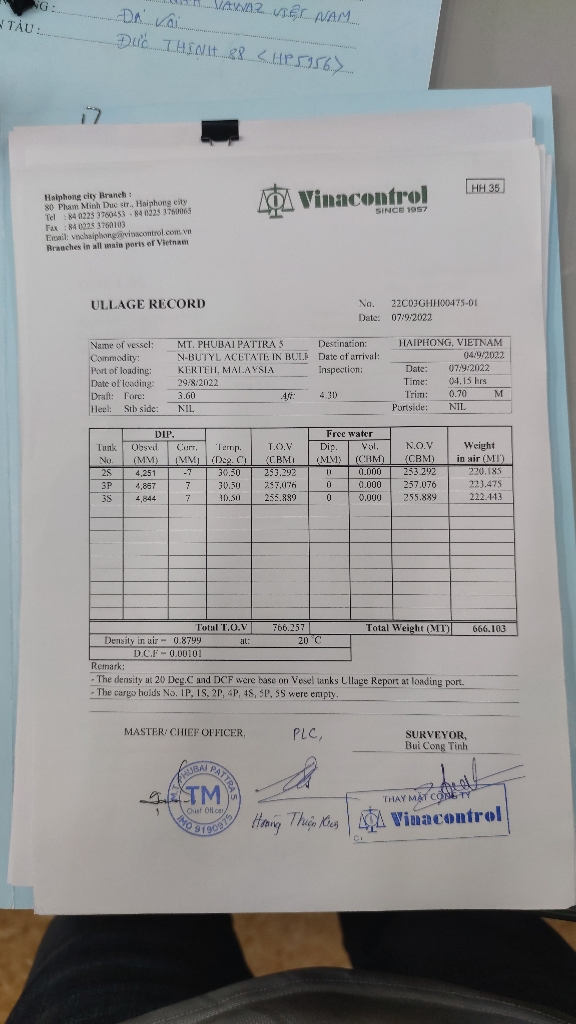 VAWAZ VIỆT NAM
ĐÁ VÔI
N TÀU : ĐỨC THỊNH 88 <HP5956>
Haiphong city Branch :
80 Pham Minh Duc str., Haiphong city
Tel : 84 0225 3760453 - 84 0225 3760065
Fax : 84 0225 3760103
Email: vnchaiphong@vinacontrol.com.vn
Branches in all main ports of Vietnam
Vinacontrol
SINCE 1957
HH 35
ULLAGE RECORD
No. 22C03GHH00475-01
Date: 07/9/2022
Name of vessel: MT. PHUBAI PATTRA 5 Destination: HAIPHONG, VIETNAM
Commodity: N-BUTYL ACETATE IN BULK Date of arrival: 04/9/2022
Port of loading: KERTEH, MALAYSIA Inspection: Date: 07/9/2022
Date of loading: 29/8/2022 Time: 04.15 hrs
Draft: Fore: 3.60 Aft: 4.30 Trim: 0.70 M
Heel: Stb side: NIL Portside: NIL
DIP. Free water
Tank Obsvd Corr. Temp. T.O.V Dip. Vol. N.O.V Weight
No. (MM) (MM) (Deg. C) (CBM) (MM) (CBM) (CBM) in air (MT)
2S 4,251 -7 30.50 253.292 0 0.000 253.292 220.185
3P 4,867 7 30.50 257.076 0 0.000 257.076 223.475
3S 4,844 7 30.50 255.889 0 0.000 255.889 222.443
Total T.O.V 766.257 Total Weight (MT) 666.103
Density in air = 0.8799 at: 20 °C
D.C.F = 0.00101
Remark:
- The density at 20 Deg.C and DCF were base on Vesel tanks Ullage Report at loading port.
- The cargo holds No. 1P, 1S, 2P, 4P, 4S, 5P, 5S were empty.
MASTER/ CHIEF OFFICER, PLC, SURVEYOR,
Bui Cong Tinh
M.T PHUBAI PATTRA 5
TM
Chief Officer
IMO 9190975
Hoàng Thiện
THAY MẶT CÔNG TY
Vinacontrol